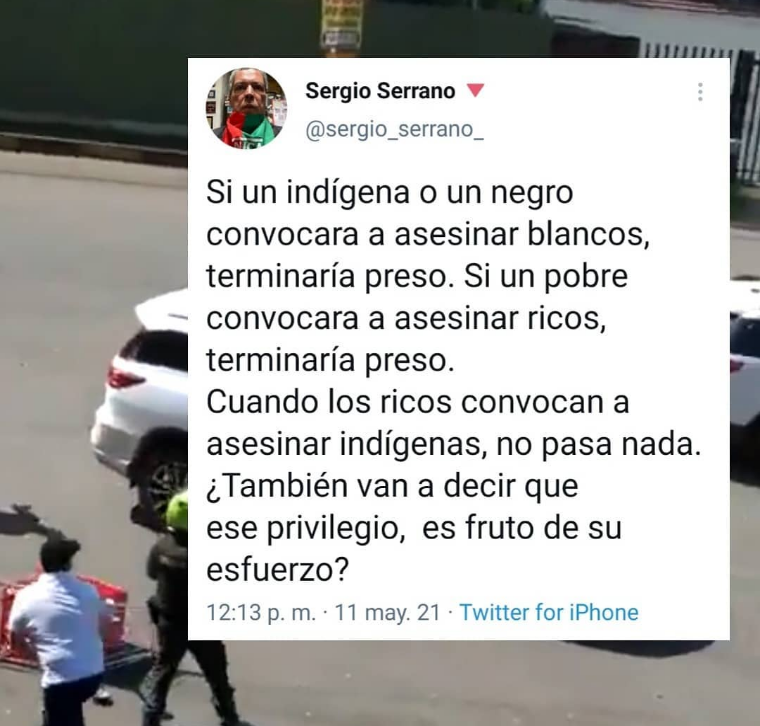 Sergio Serrano
@sergio_serrano_
Si un indígena o un negro
convocara a asesinar blancos,
terminaría preso. Si un pobre
convocara a asesinar ricos,
terminaría preso.
Cuando los ricos convocan a
asesinar indígenas, no pasa nada.
¿También van a decir que
ese privilegio, es fruto de su
esfuerzo?
12:13 p. m. · 11 may. 21 · Twitter for iPhone